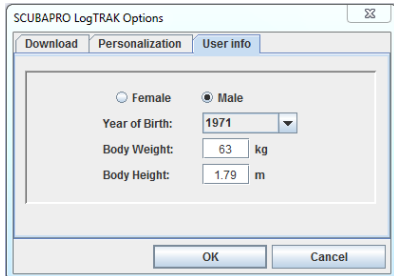 SCUBAPRO LogTRAK Options
Download Personalization User info
Female Male
Year of Birth: 1971
Body Weight: 63 kg
Body Height: 1.79 m
OK Cancel